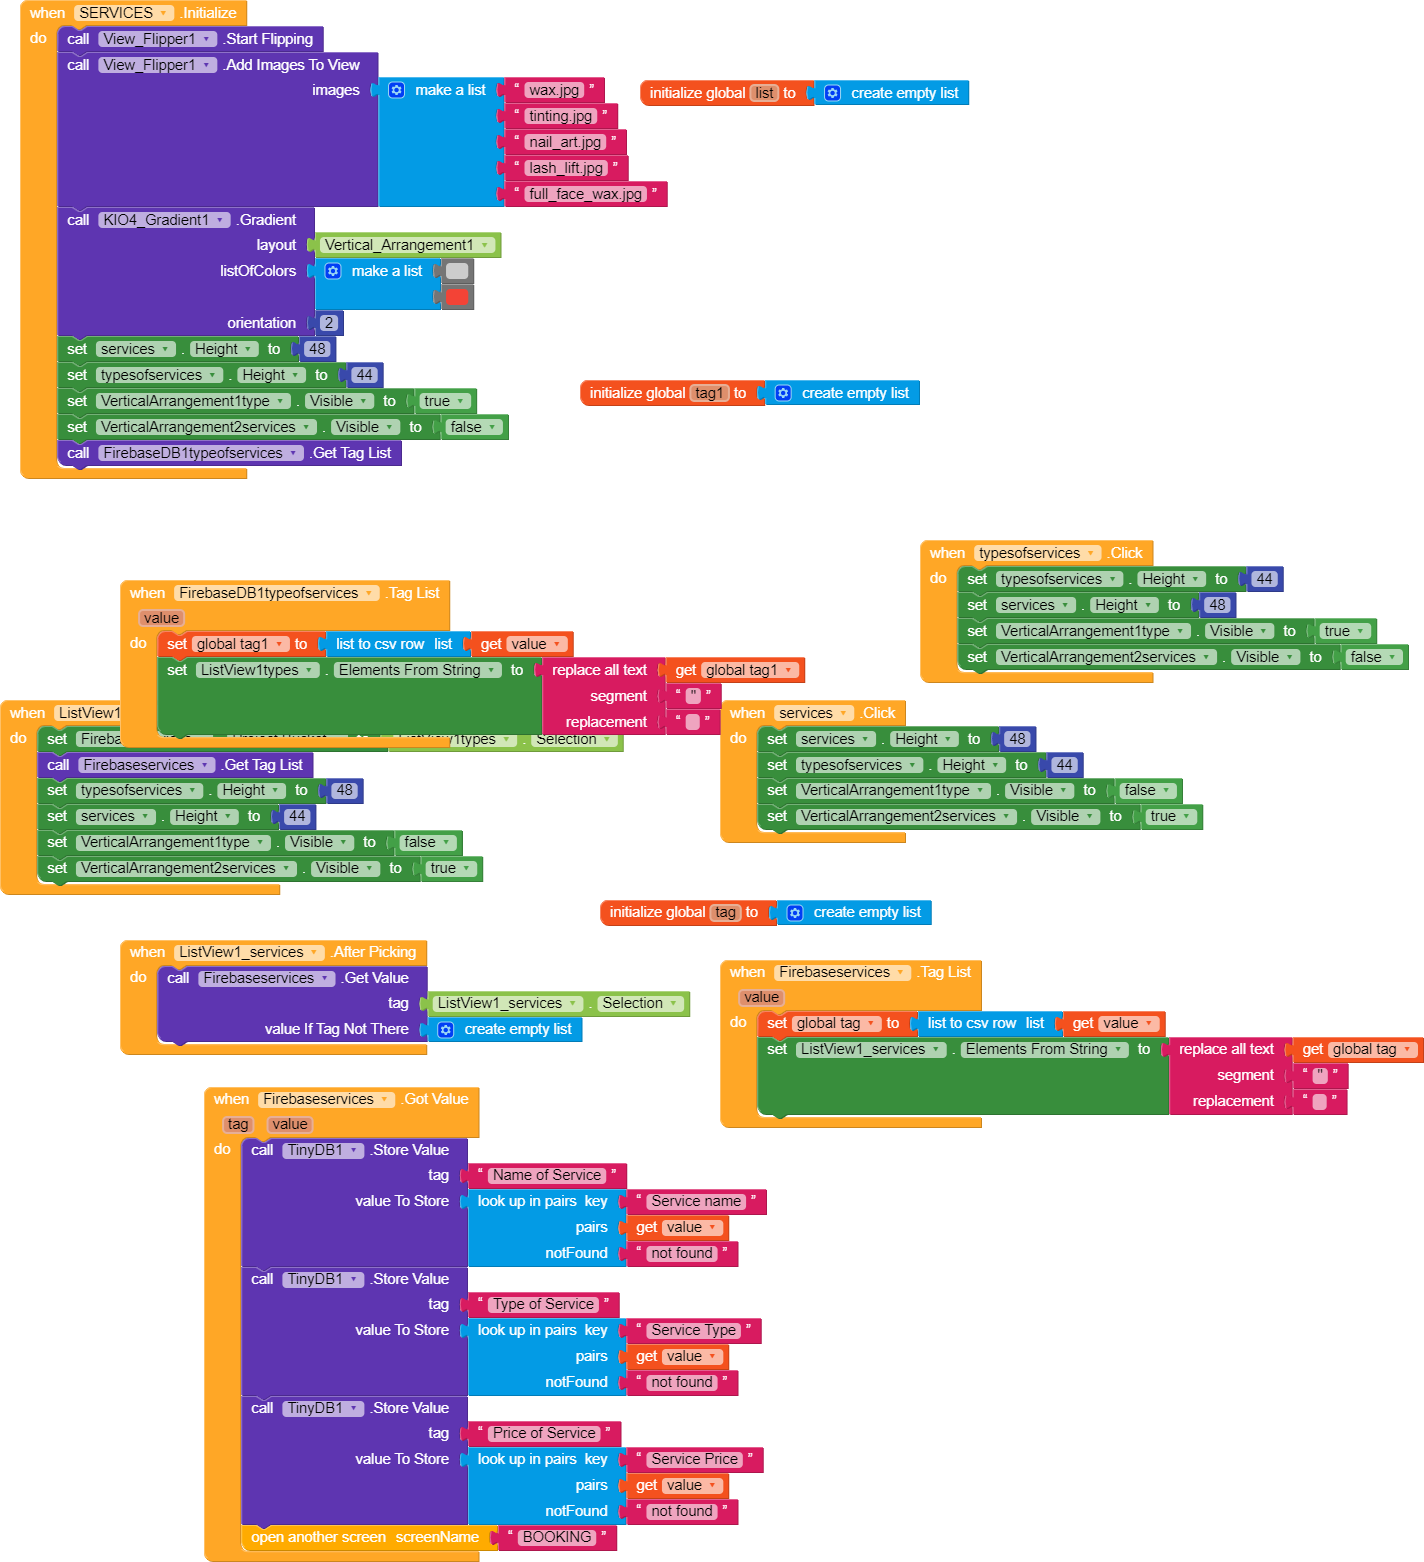 when SERVICES .Initialize
do call View_Flipper1 .Start Flipping
call View_Flipper1 .Add Images To View
images make a list " wax.jpg "
" tinting.jpg "
" nail_art.jpg "
" lash_lift.jpg "
" full_face_wax.jpg "
call KIO4_Gradient1 .Gradient
layout Vertical_Arrangement1
listOfColors make a list
orientation 2
set services . Height to 48
set typesofservices . Height to 44
set VerticalArrangement1type . Visible to true
set VerticalArrangement2services . Visible to false
call FirebaseDB1typeofservices .Get Tag List
initialize global list to create empty list
initialize global tag1 to create empty list
when typesofservices .Click
do set typesofservices . Height to 44
set services . Height to 48
set VerticalArrangement1type . Visible to true
set VerticalArrangement2services . Visible to false
when FirebaseDB1typeofservices .Tag List
value
do set global tag1 to list to csv row list get value
set ListView1types . Elements From String to replace all text get global tag1
segment " " "
replacement " "
when ListView1
do set Fireba ListView1types . Selection
call Firebaseservices .Get Tag List
set typesofservices . Height to 48
set services . Height to 44
set VerticalArrangement1type . Visible to false
set VerticalArrangement2services . Visible to true
when services .Click
do set services . Height to 48
set typesofservices . Height to 44
set VerticalArrangement1type . Visible to false
set VerticalArrangement2services . Visible to true
initialize global tag to create empty list
when ListView1_services .After Picking
do call Firebaseservices .Get Value
tag ListView1_services . Selection
value If Tag Not There create empty list
when Firebaseservices .Tag List
value
do set global tag to list to csv row list get value
set ListView1_services . Elements From String to replace all text get global tag
segment " " "
replacement " "
when Firebaseservices .Got Value
tag value
do call TinyDB1 .Store Value
tag " Name of Service "
value To Store look up in pairs key " Service name "
pairs get value
notFound " not found "
call TinyDB1 .Store Value
tag " Type of Service "
value To Store look up in pairs key " Service Type "
pairs get value
notFound " not found "
call TinyDB1 .Store Value
tag " Price of Service "
value To Store look up in pairs key " Service Price "
pairs get value
notFound " not found "
open another screen screenName " BOOKING "